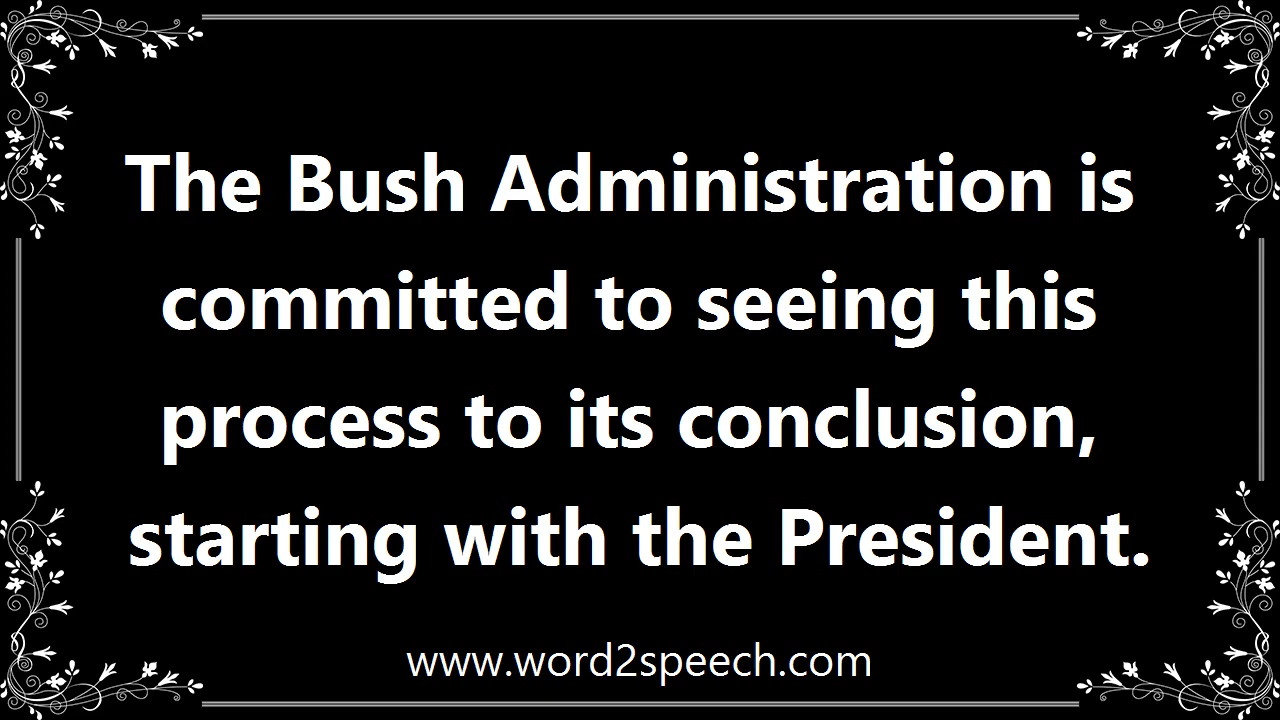 The Bush Administration is
committed to seeing this
process to its conclusion,
starting with the President.
www.word2speech.com